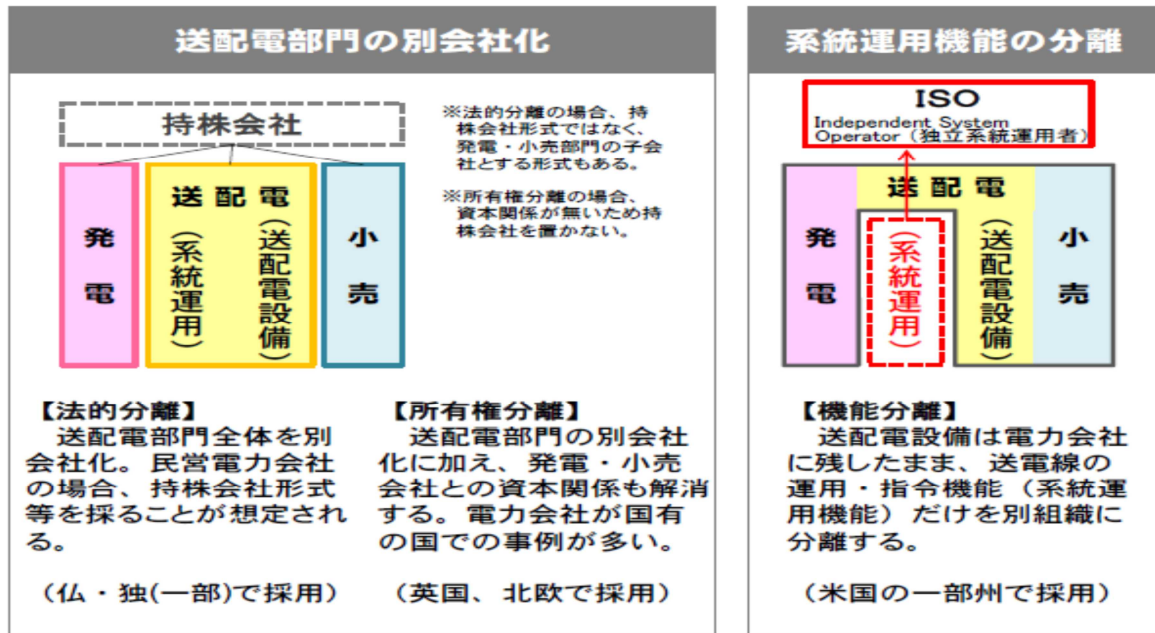 送配電部門の別会社化
持株会社
発電
送配電
（系統運用）
（送配電設備）
小売
※法的分離の場合、持
株会社形式ではなく、
発電・小売部門の子会
社とする形式もある。
※所有権分離の場合、
資本関係が無いため持
株会社を置かない。
【法的分離】
送配電部門全体を別
会社化。民営電力会社
の場合、持株会社形式
等を採ることが想定され
る。
（仏・独(一部)で採用）
【所有権分離】
送配電部門の別会社
化に加え、発電・小売
会社との資本関係も解消
する。電力会社が国有
の国での事例が多い。
（英国、北欧で採用）
系統運用機能の分離
ISO
Independent System
Operator（独立系統運用者）
発電
送配電
（系統運用）
（送配電設備）
小売
【機能分離】
送配電設備は電力会社
に残したまま、送電線の
運用・指令機能（系統運
用機能）だけを別組織に
分離する。
（米国の一部州で採用）